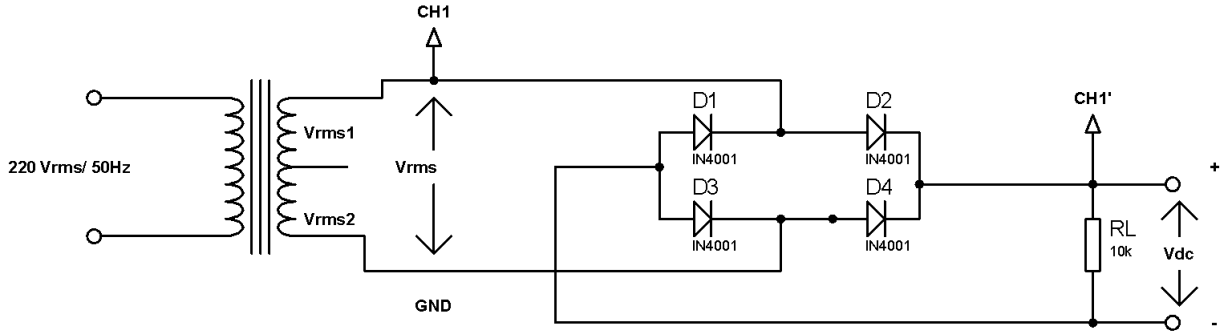 CH1
D1
D2
CH1'
Vrms1
IN4001
IN4001
220 Vrms/ 50Hz
Vrms
+
D3
D4
Vrms2
IN4001
IN4001
RL
10k
Vdc
GND
-